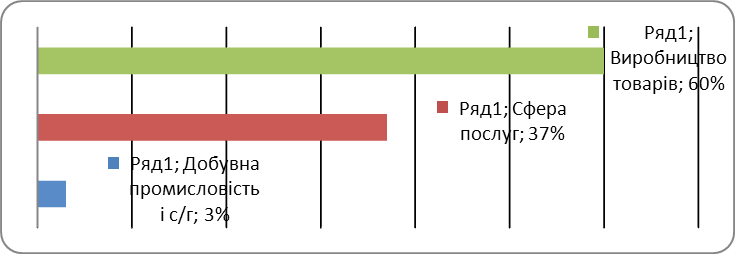 Ряд1;
Виробництво
товарів; 60%
Ряд1; Сфера
послуг; 37%
Ряд1; Добувна
промисловість
і с/г; 3%